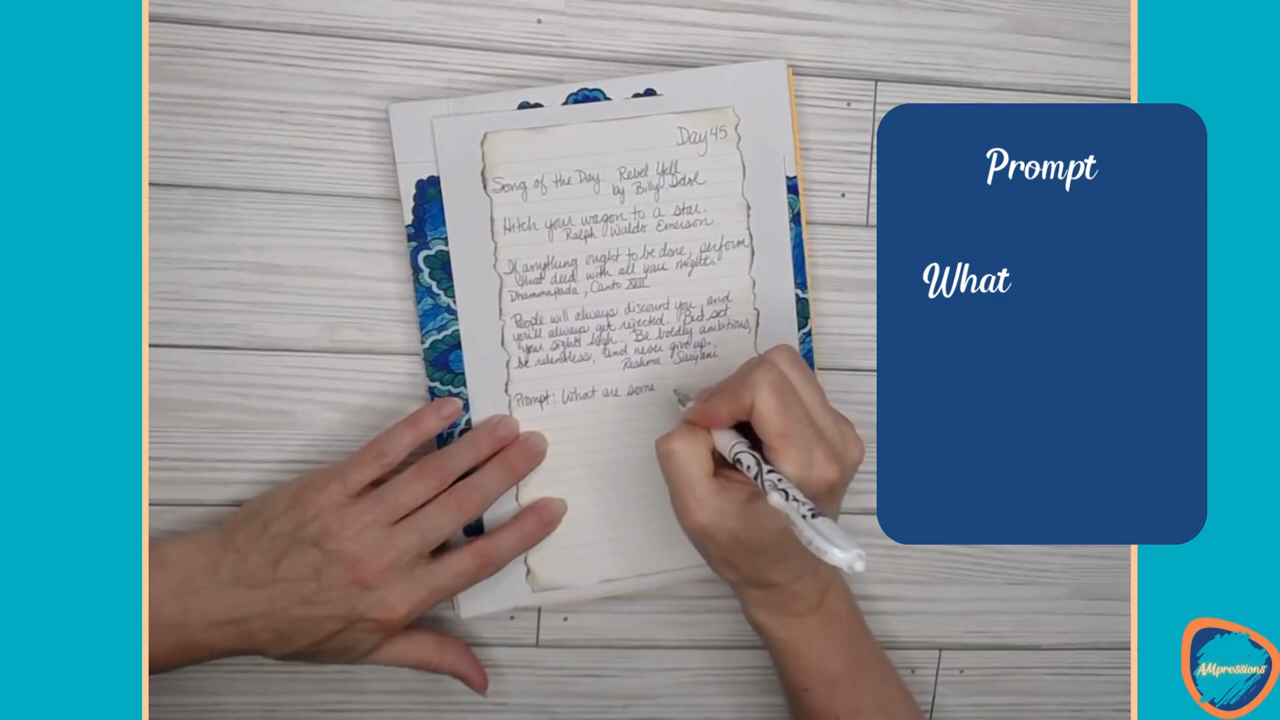 Day 45
Song of the Day: Rebel Yell
by Billy Idol
Hitch your wagon to a star.
Ralph Waldo Emerson
If anything ought to be done, perform
that deed with all your might.
Dhammapada, Canto XXII
People will always discount you, and
you'll always get rejected. But set
your sights high. Be boldly ambitious,
be relentless, and never give up.
Reshma Saujani
Prompt: What are some
Prompt
What
AMpressions